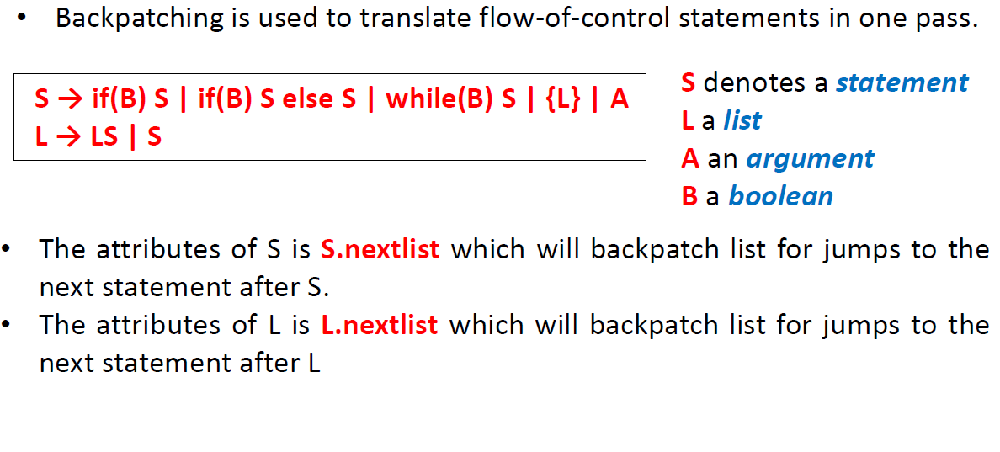 • Backpatching is used to translate flow-of-control statements in one pass.
S → if(B) S | if(B) S else S | while(B) S | {L} | A
L → LS | S
S denotes a statement
L a list
A an argument
B a boolean
• The attributes of S is S.nextlist which will backpatch list for jumps to the
next statement after S.
• The attributes of L is L.nextlist which will backpatch list for jumps to the
next statement after L